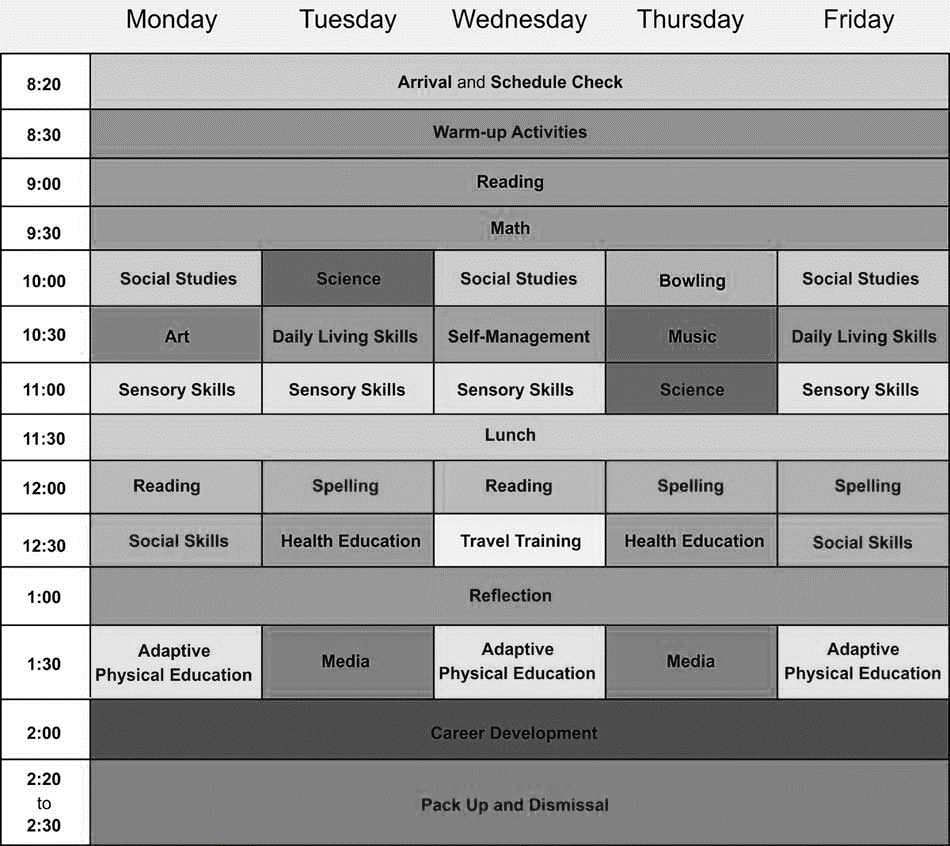 Monday Tuesday Wednesday Thursday Friday
8:20 Arrival and Schedule Check
8:30 Warm-up Activities
9:00 Reading
9:30 Math
10:00 Social Studies Science Social Studies Bowling Social Studies
10:30 Art Daily Living Skills Self-Management Music Daily Living Skills
11:00 Sensory Skills Sensory Skills Sensory Skills Science Sensory Skills
11:30 Lunch
12:00 Reading Spelling Reading Spelling Spelling
12:30 Social Skills Health Education Travel Training Health Education Social Skills
1:00 Reflection
1:30 Adaptive Physical Education Media Adaptive Physical Education Media Adaptive Physical Education
2:00 Career Development
2:20 to 2:30 Pack Up and Dismissal